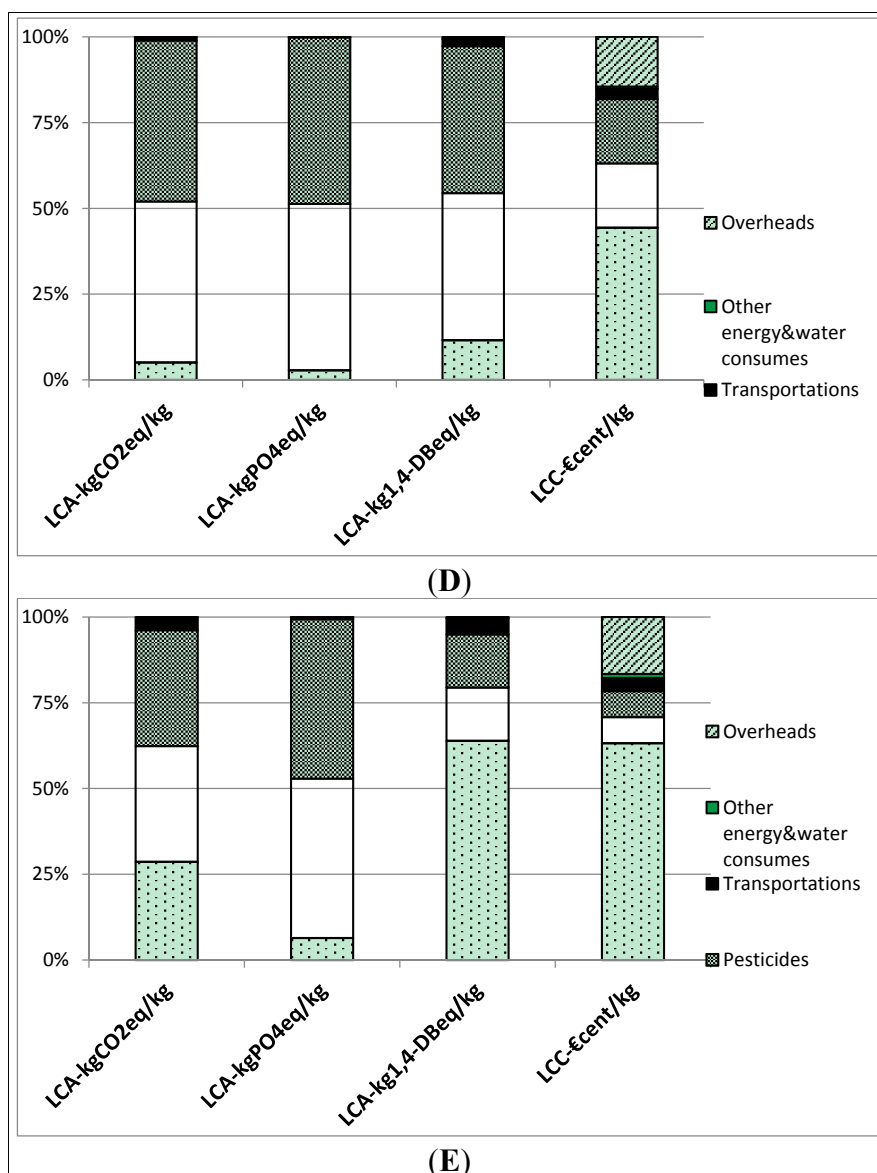 100%
75%
50%
25%
0%
LCA-kgCO2eq/kg
LCA-kgPO4eq/kg
LCA-kg1,4-DBeq/kg
LCC-€cent/kg
Overheads
Other
energy&water
consumes
Transportations
(D)
100%
75%
50%
25%
0%
LCA-kgCO2eq/kg
LCA-kgPO4eq/kg
LCA-kg1,4-DBeq/kg
LCC-€cent/kg
Overheads
Other
energy&water
consumes
Transportations
Pesticides
(E)